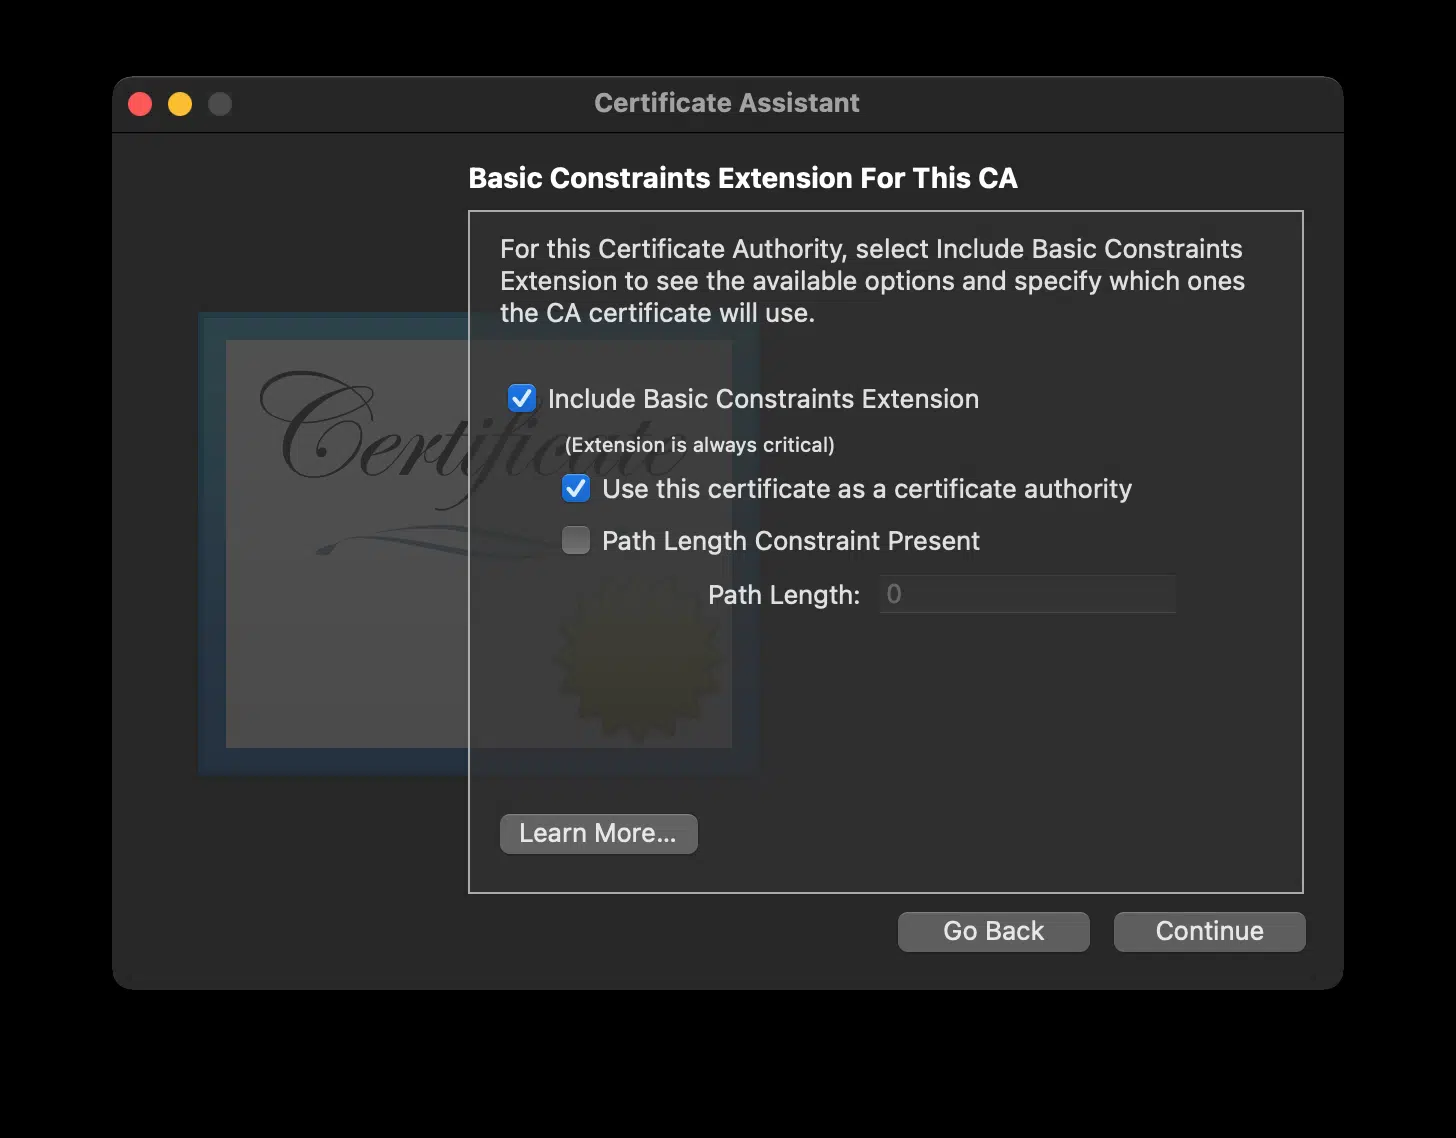 Certificate Assistant
Basic Constraints Extension For This CA
For this Certificate Authority, select Include Basic Constraints
Extension to see the available options and specify which ones
the CA certificate will use.
Certificate
Include Basic Constraints Extension
(Extension is always critical)
Use this certificate as a certificate authority
Path Length Constraint Present
Path Length: 0
Learn More...
Go Back
Continue